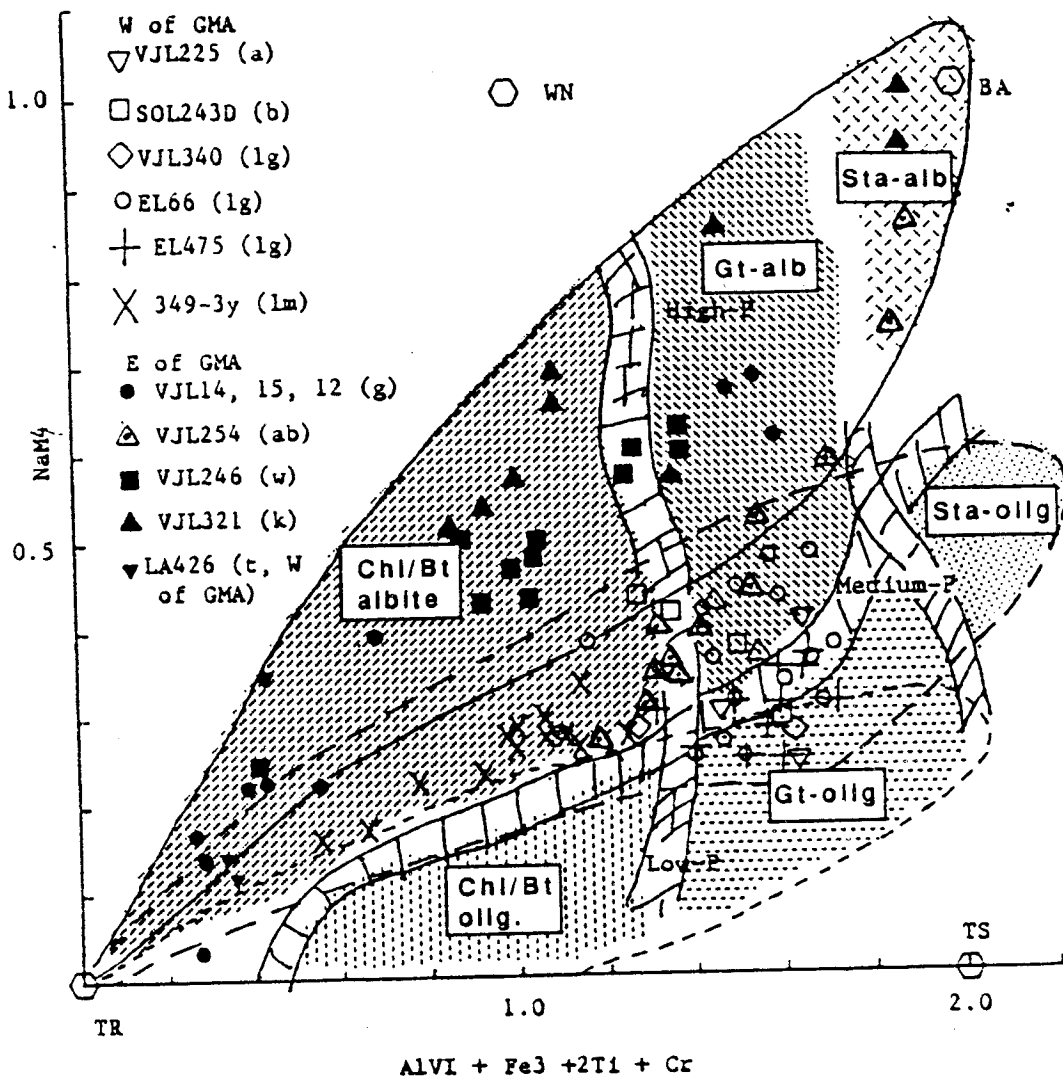 W of GMA
VJL225 (a)
SOL243D (b)
VJL340 (lg)
EL66 (lg)
EL475 (lg)
349-3y (lm)
E of GMA
VJL14, 15, 12 (g)
VJL254 (ab)
VJL246 (w)
VJL321 (k)
LA426 (t, W
of GMA)
1.0
0.5
NaM4
WN
BA
Sta-alb
Gt-alb
High-P
Sta-olig
Chl/Bt
albite
Medium-P
Gt-olig
Low-P
Chl/Bt
olig.
TS
TR
1.0
2.0
AlVI + Fe3 +2Ti + Cr